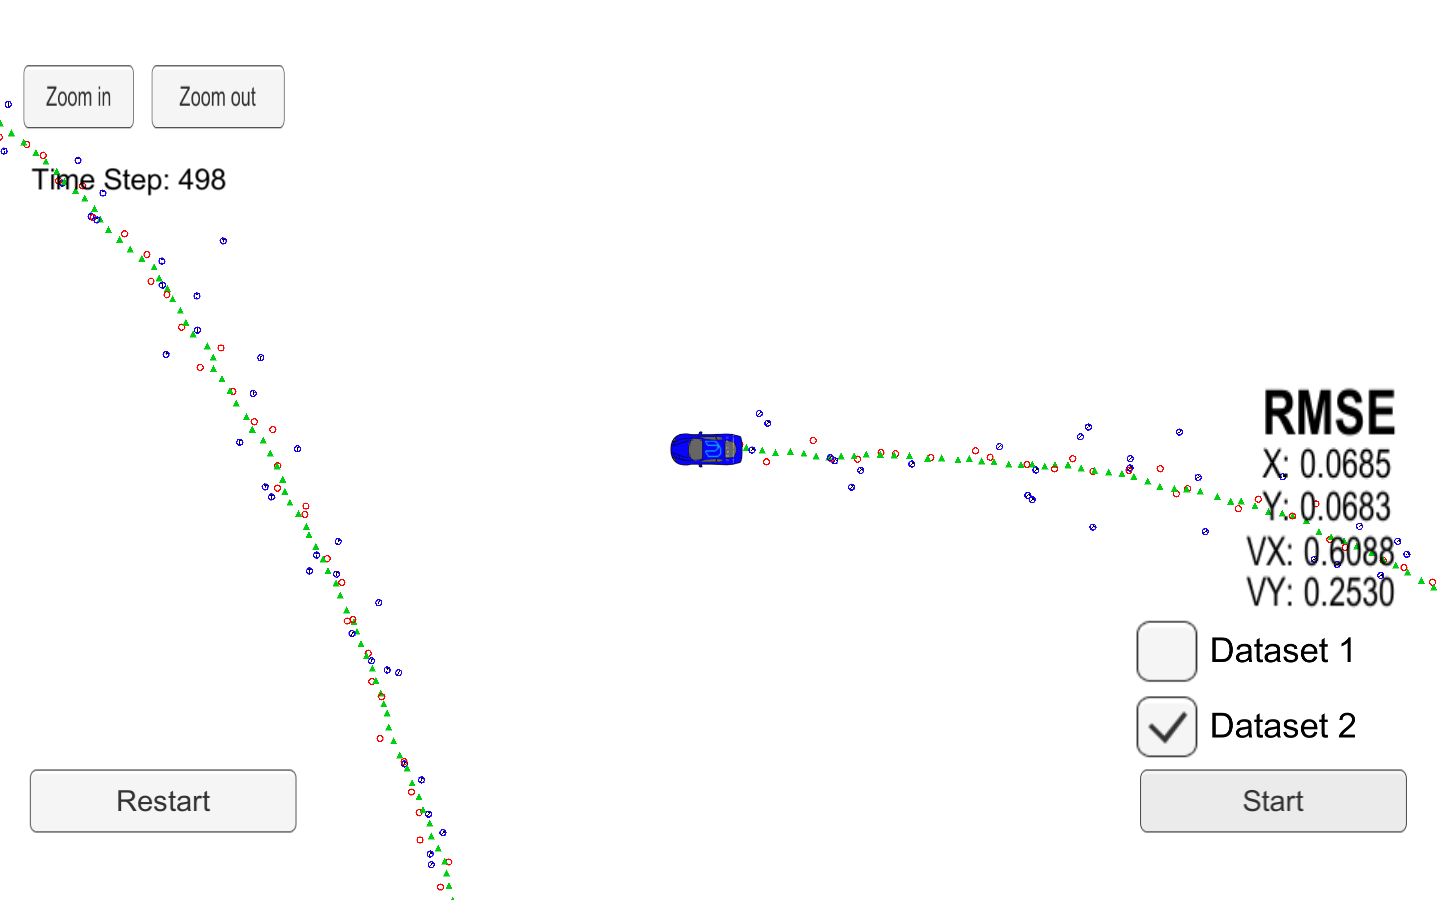 Zoom in
Zoom out
Time Step: 498
RMSE
X: 0.0685
Y: 0.0683
VX: 0.6088
VY: 0.2530
Dataset 1
Dataset 2
Restart
Start